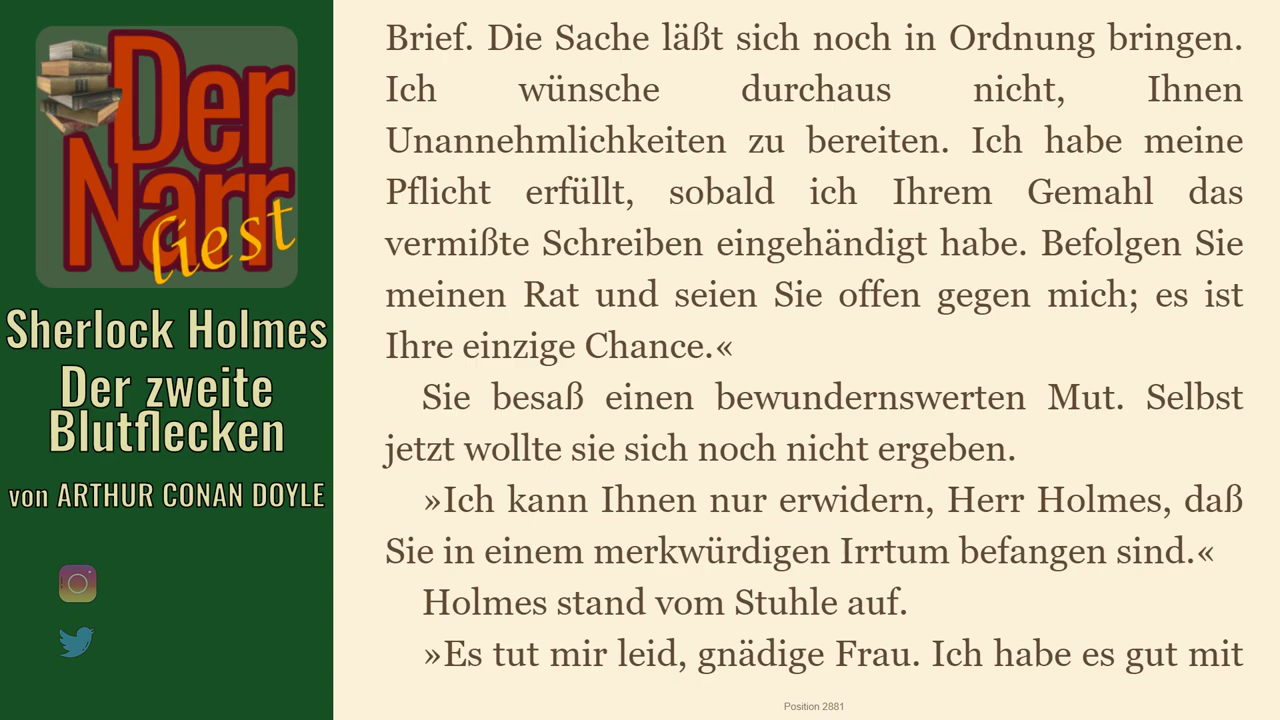 Der
Narr
liest
Sherlock Holmes
Der zweite
Blutflecken
von ARTHUR CONAN DOYLE
Brief. Die Sache läßt sich noch in Ordnung bringen.
Ich wünsche durchaus nicht, Ihnen
Unannehmlichkeiten zu bereiten. Ich habe meine
Pflicht erfüllt, sobald ich Ihrem Gemahl das
vermißte Schreiben eingehändigt habe. Befolgen Sie
meinen Rat und seien Sie offen gegen mich; es ist
Ihre einzige Chance.«
Sie besaß einen bewundernswerten Mut. Selbst
jetzt wollte sie sich noch nicht ergeben.
»Ich kann Ihnen nur erwidern, Herr Holmes, daß
Sie in einem merkwürdigen Irrtum befangen sind.«
Holmes stand vom Stuhle auf.
»Es tut mir leid, gnädige Frau. Ich habe es gut mit
Position 2881